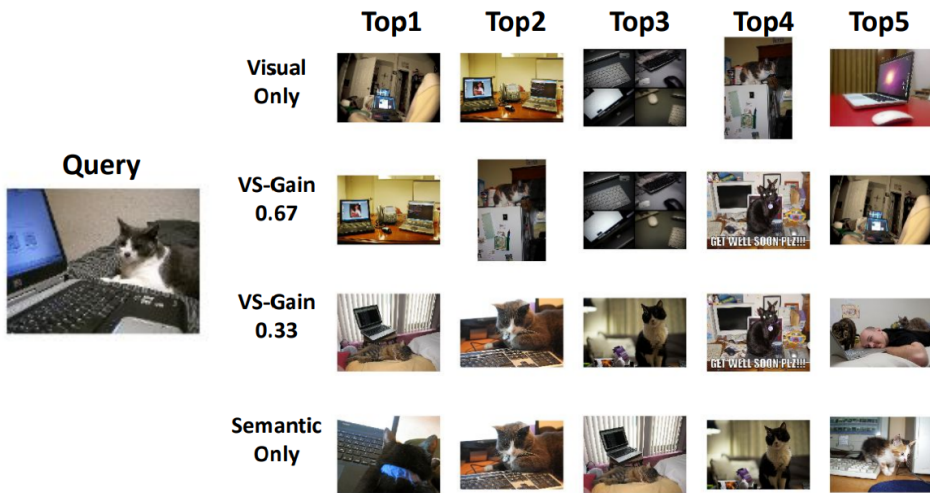 Top1 Top2 Top3 Top4 Top5
Visual
Only
Query
VS-Gain
0.67
GET WELL SOON PLZ!!!
VS-Gain
0.33
GET WELL SOON PLZ!!!
Semantic
Only